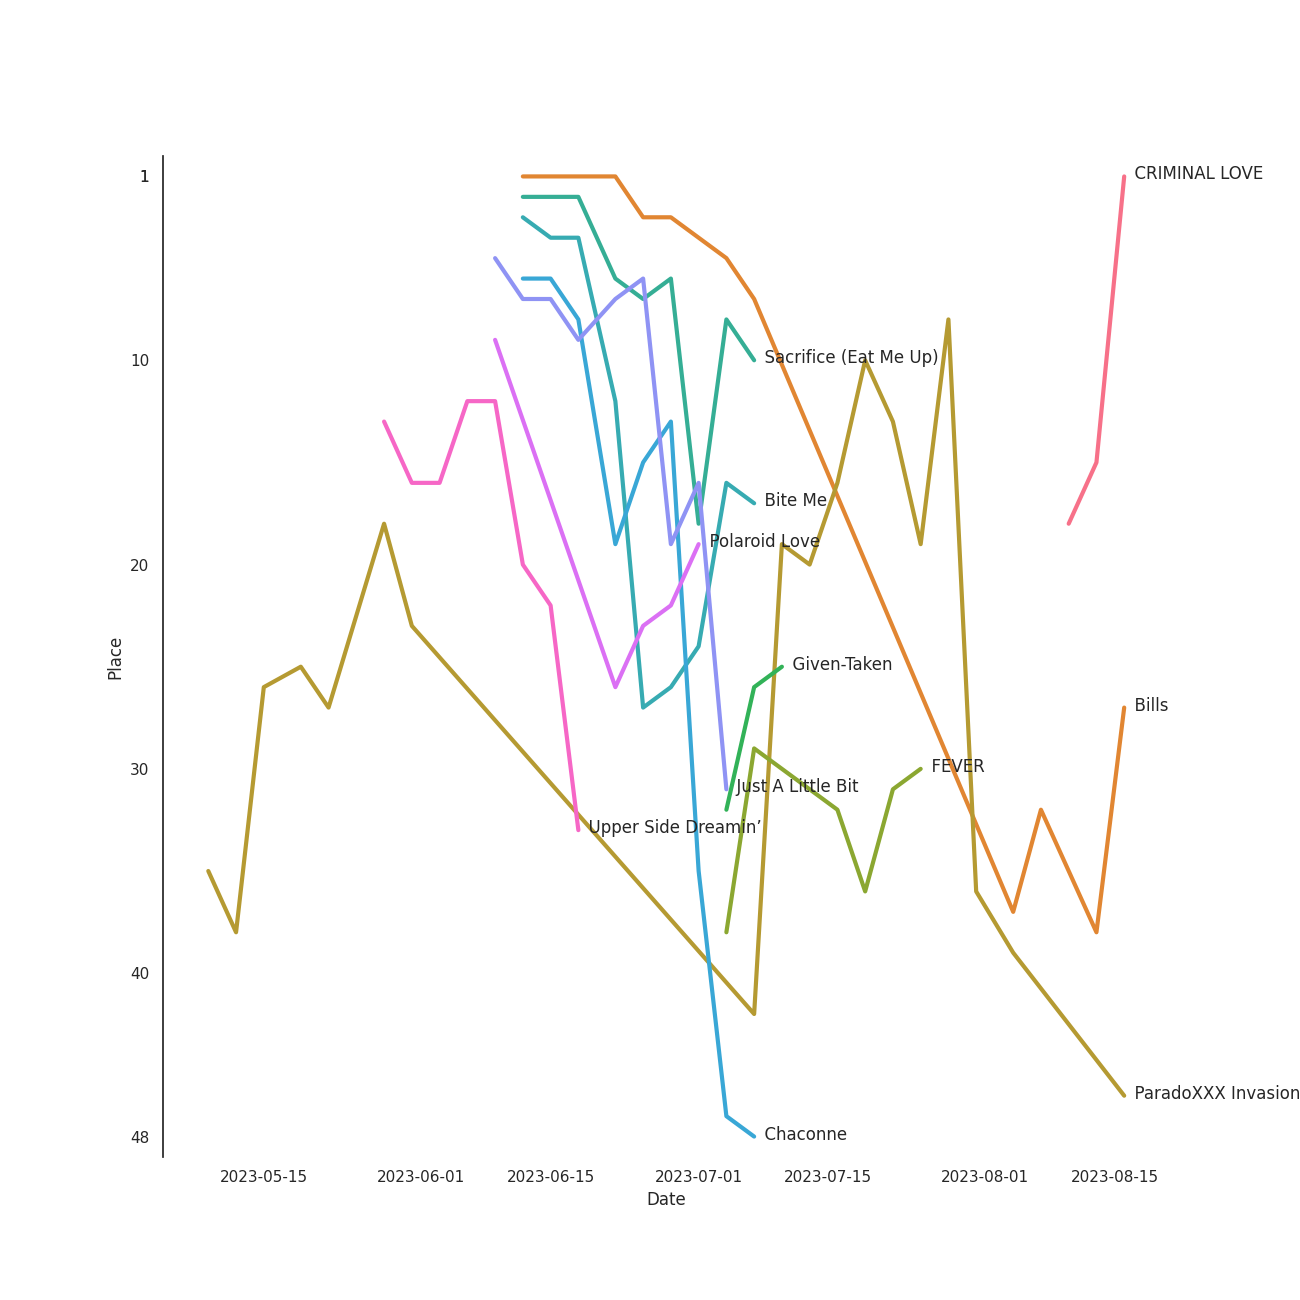 1
CRIMINAL LOVE
10
Sacrifice (Eat Me Up)
Bite Me
Polaroid Love
20
Given-Taken
Place
Bills
30
FEVER
Just A Little Bit
Upper Side Dreamin’
40
ParadoXXX Invasion
48
Chaconne
2023-05-15
2023-06-01
2023-06-15
2023-07-01
2023-07-15
2023-08-01
2023-08-15
Date